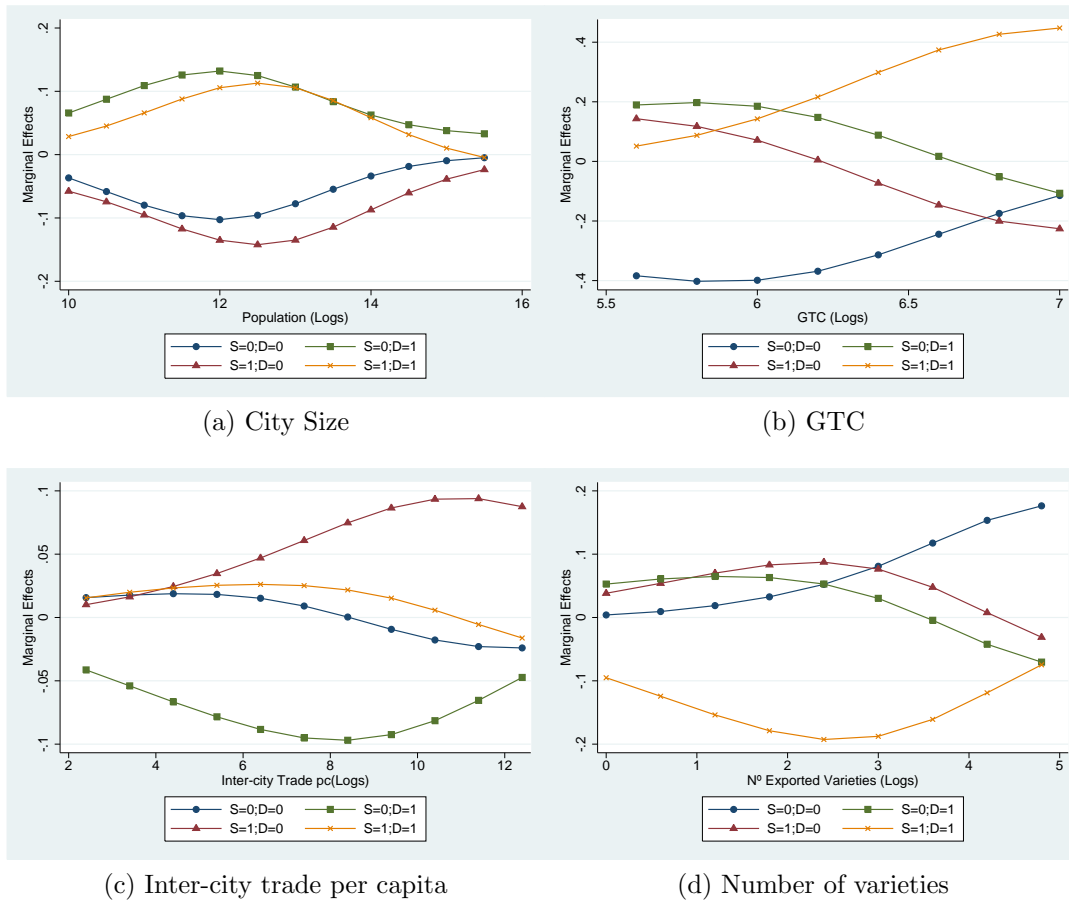 .2
.1
0
-.1
-.2
Marginal Effects
10 12 14 16
Population (Logs)
S=0;D=0 S=0;D=1
S=1;D=0 S=1;D=1
(a) City Size
.4
.2
0
-.2
-.4
Marginal Effects
5.5 6 6.5 7
GTC (Logs)
S=0;D=0 S=0;D=1
S=1;D=0 S=1;D=1
(b) GTC
.1
.05
0
-.05
-.1
Marginal Effects
2 4 6 8 10 12
Inter-city Trade pc(Logs)
S=0;D=0 S=0;D=1
S=1;D=0 S=1;D=1
(c) Inter-city trade per capita
.2
.1
0
-.1
-.2
Marginal Effects
0 1 2 3 4 5
Nº Exported Varieties (Logs)
S=0;D=0 S=0;D=1
S=1;D=0 S=1;D=1
(d) Number of varieties